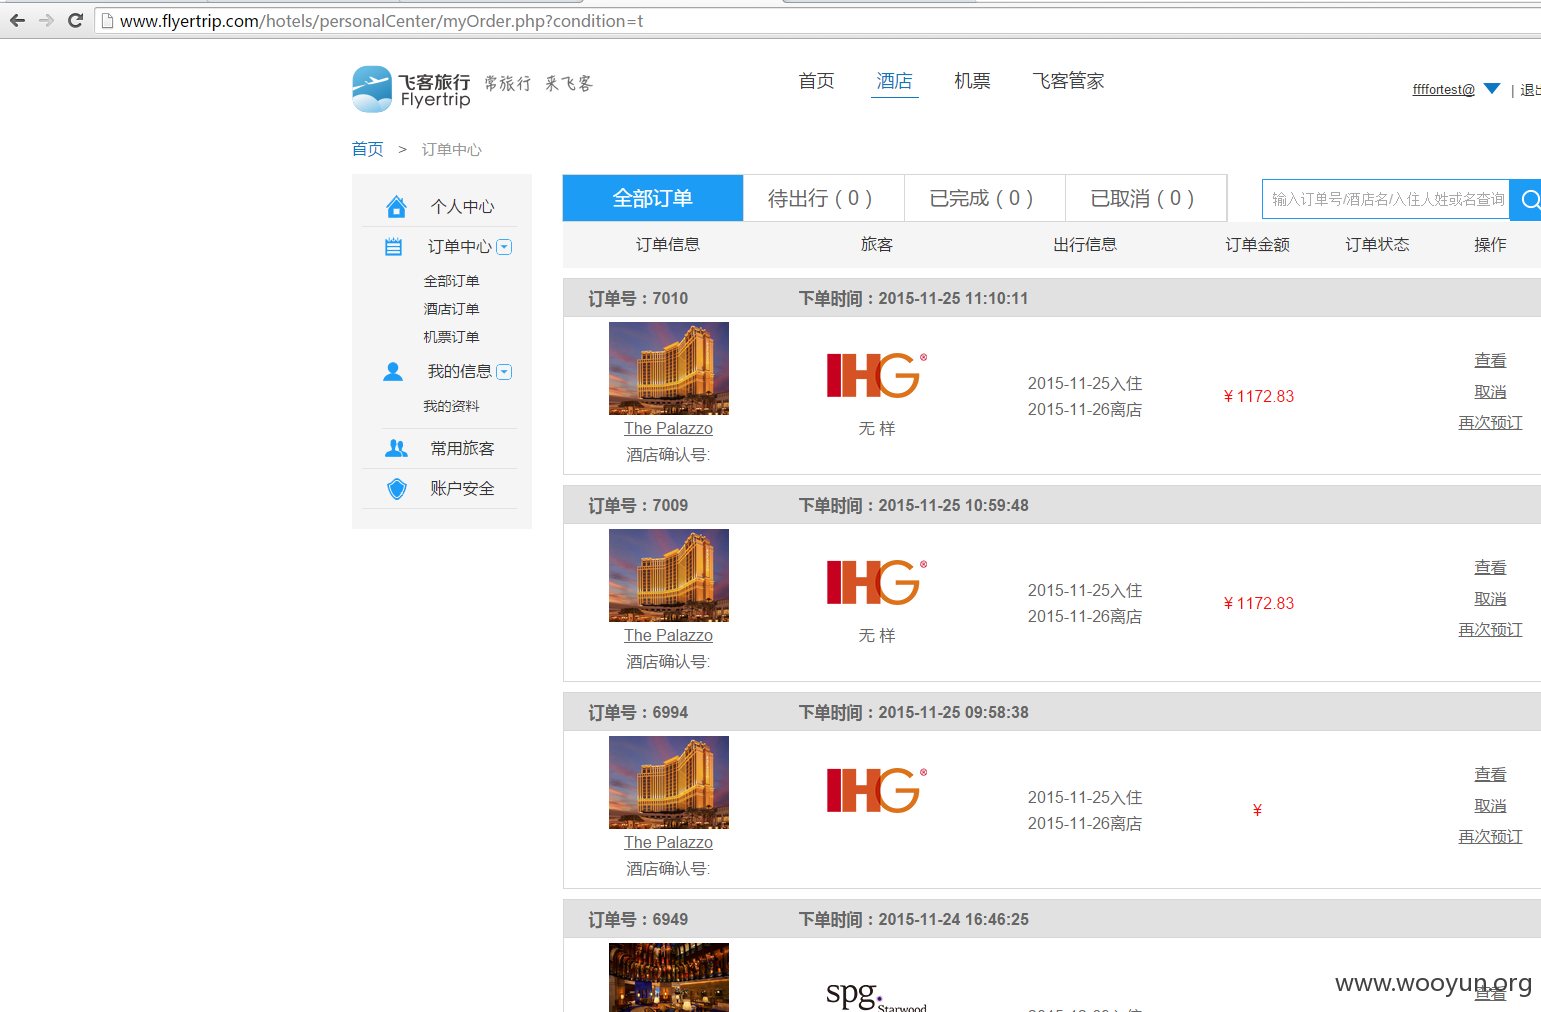 www.flyertrip.com/hotels/personalCenter/myOrder.php?condition=t
飞客旅行 常旅行 来飞客
Flyertrip
首页 酒店 机票 飞客管家
ffffortest@ | 退出
首页 > 订单中心
个人中心
订单中心
全部订单
酒店订单
机票订单
我的信息
我的资料
常用旅客
账户安全
全部订单 待出行 ( 0 ) 已完成 ( 0 ) 已取消 ( 0 )
输入订单号/酒店名/入住人姓或名查询
订单信息 旅客 出行信息 订单金额 订单状态 操作
订单号：7010 下单时间：2015-11-25 11:10:11
IHG®
The Palazzo
酒店确认号:
无 样
2015-11-25入住
2015-11-26离店
￥1172.83
查看
取消
再次预订
订单号：7009 下单时间：2015-11-25 10:59:48
IHG®
The Palazzo
酒店确认号:
无 样
2015-11-25入住
2015-11-26离店
￥1172.83
查看
取消
再次预订
订单号：6994 下单时间：2015-11-25 09:58:38
IHG®
The Palazzo
酒店确认号:
2015-11-25入住
2015-11-26离店
￥
查看
取消
再次预订
订单号：6949 下单时间：2015-11-24 16:46:25
spg.
Starwood
查看
www.wooyun.org